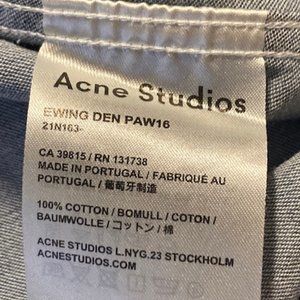 Acne Studios
EWING DEN PAW16
21N163-
CA 39815 / RN 131738
MADE IN PORTUGAL / FABRIQUÉ AU
PORTUGAL / 葡萄牙制造
100% COTTON / BOMULL / COTON /
BAUMWOLLE / コットン / 棉
ACNE STUDIOS L.NYG.23 STOCKHOLM
ACNESTUDIOS.COM